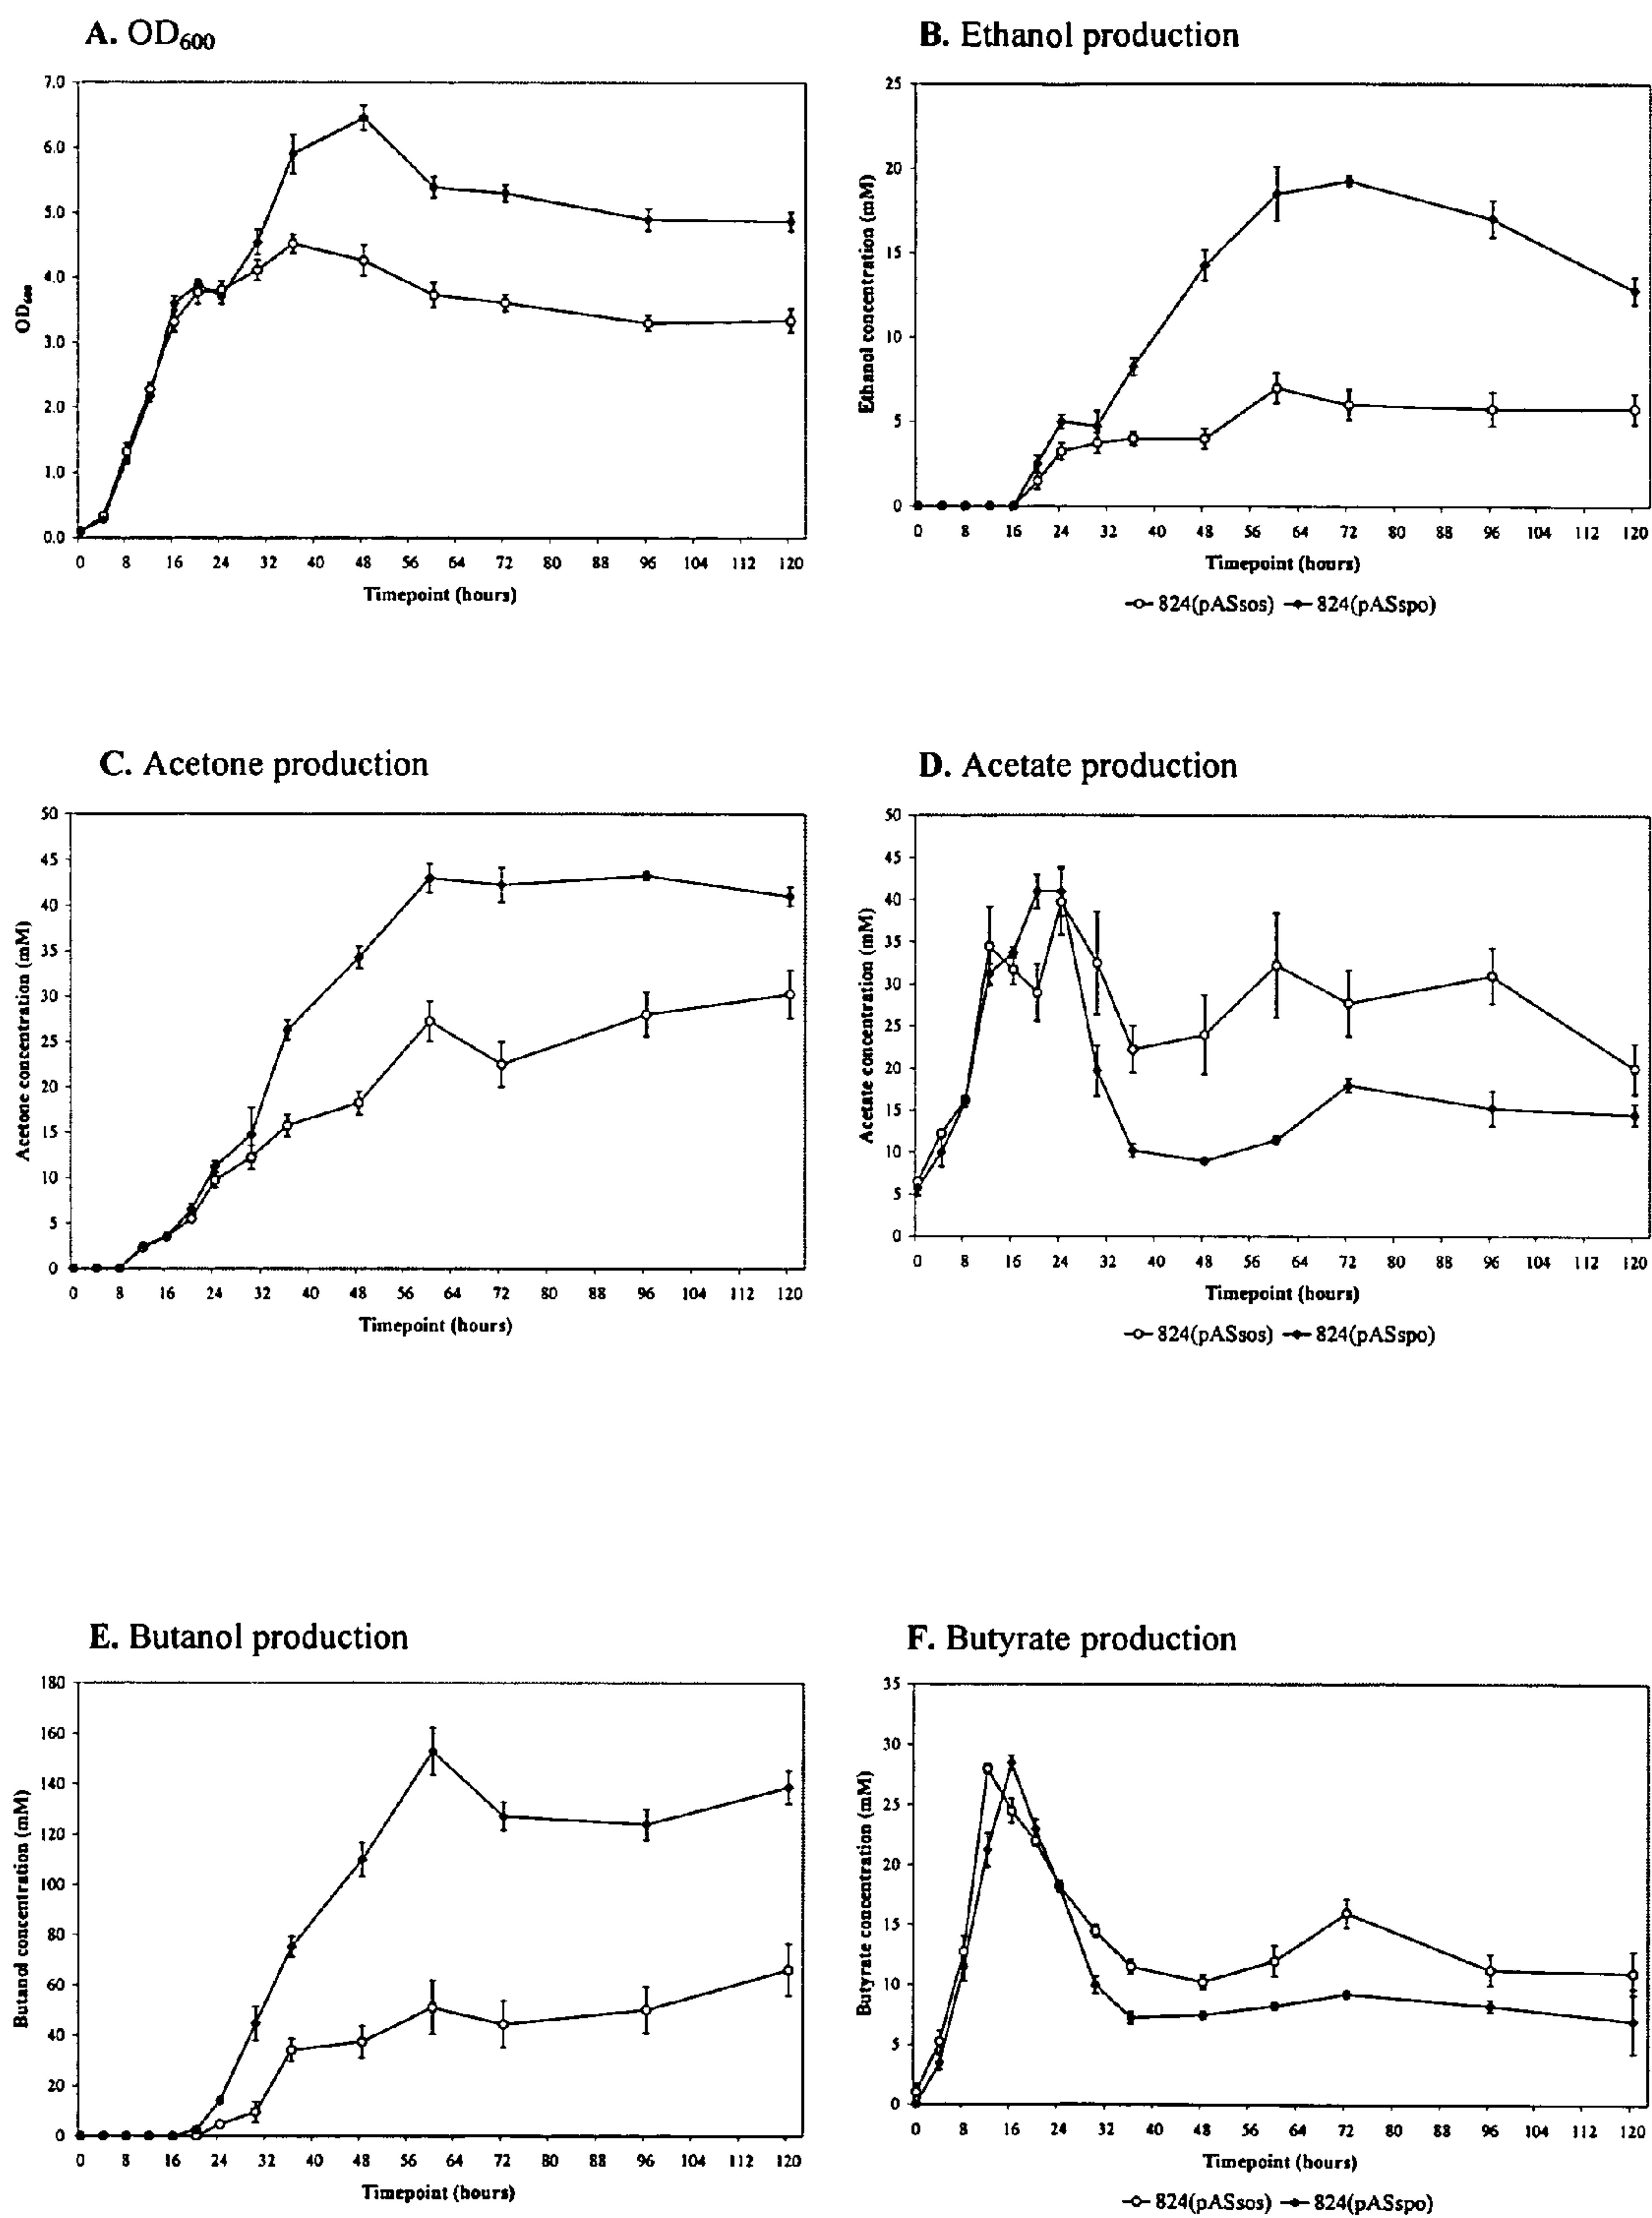 A. OD600
7.0
6.0
5.0
4.0
3.0
2.0
1.0
0.0
OD600
0 8 16 24 32 40 48 56 64 72 80 88 96 104 112 120
Timepoint (hours)
B. Ethanol production
25
20
15
10
5
0
Ethanol concentration (mM)
0 8 16 24 32 40 48 56 64 72 80 88 96 104 112 120
Timepoint (hours)
824(pASsos) 824(pASspo)
C. Acetone production
50
45
40
35
30
25
20
15
10
5
0
Acetone concentration (mM)
0 8 16 24 32 40 48 56 64 72 80 88 96 104 112 120
Timepoint (hours)
D. Acetate production
50
45
40
35
30
25
20
15
10
5
0
Acetate concentration (mM)
0 8 16 24 32 40 48 56 64 72 80 88 96 104 112 120
Timepoint (hours)
824(pASsos) 824(pASspo)
E. Butanol production
180
160
140
120
100
80
60
40
20
0
Butanol concentration (mM)
0 8 16 24 32 40 48 56 64 72 80 88 96 104 112 120
Timepoint (hours)
F. Butyrate production
35
30
25
20
15
10
5
0
Butyrate concentration (mM)
0 8 16 24 32 40 48 56 64 72 80 88 96 104 112 120
Timepoint (hours)
824(pASsos) 824(pASspo)